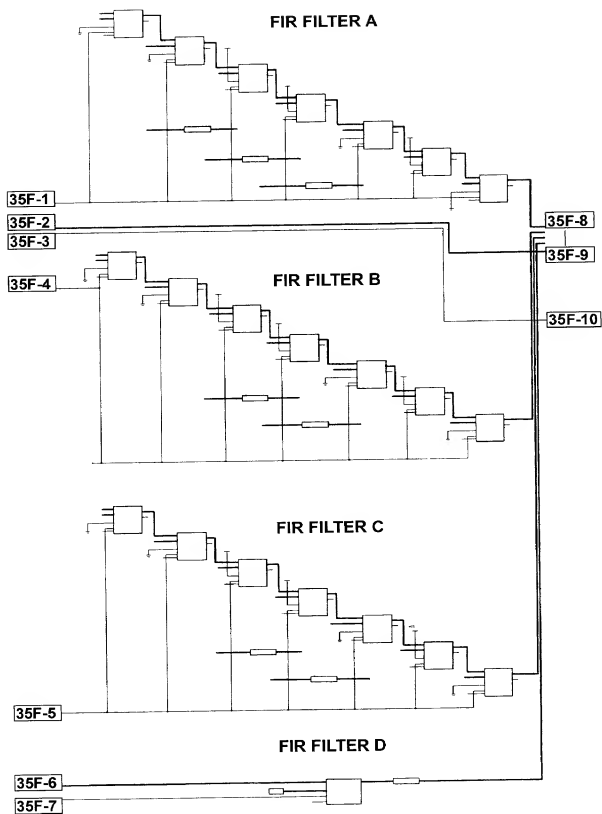 FIR FILTER A
35F-1
35F-2
35F-3
35F-8
35F-9
FIR FILTER B
35F-4
35F-10
FIR FILTER C
35F-5
FIR FILTER D
35F-6
35F-7